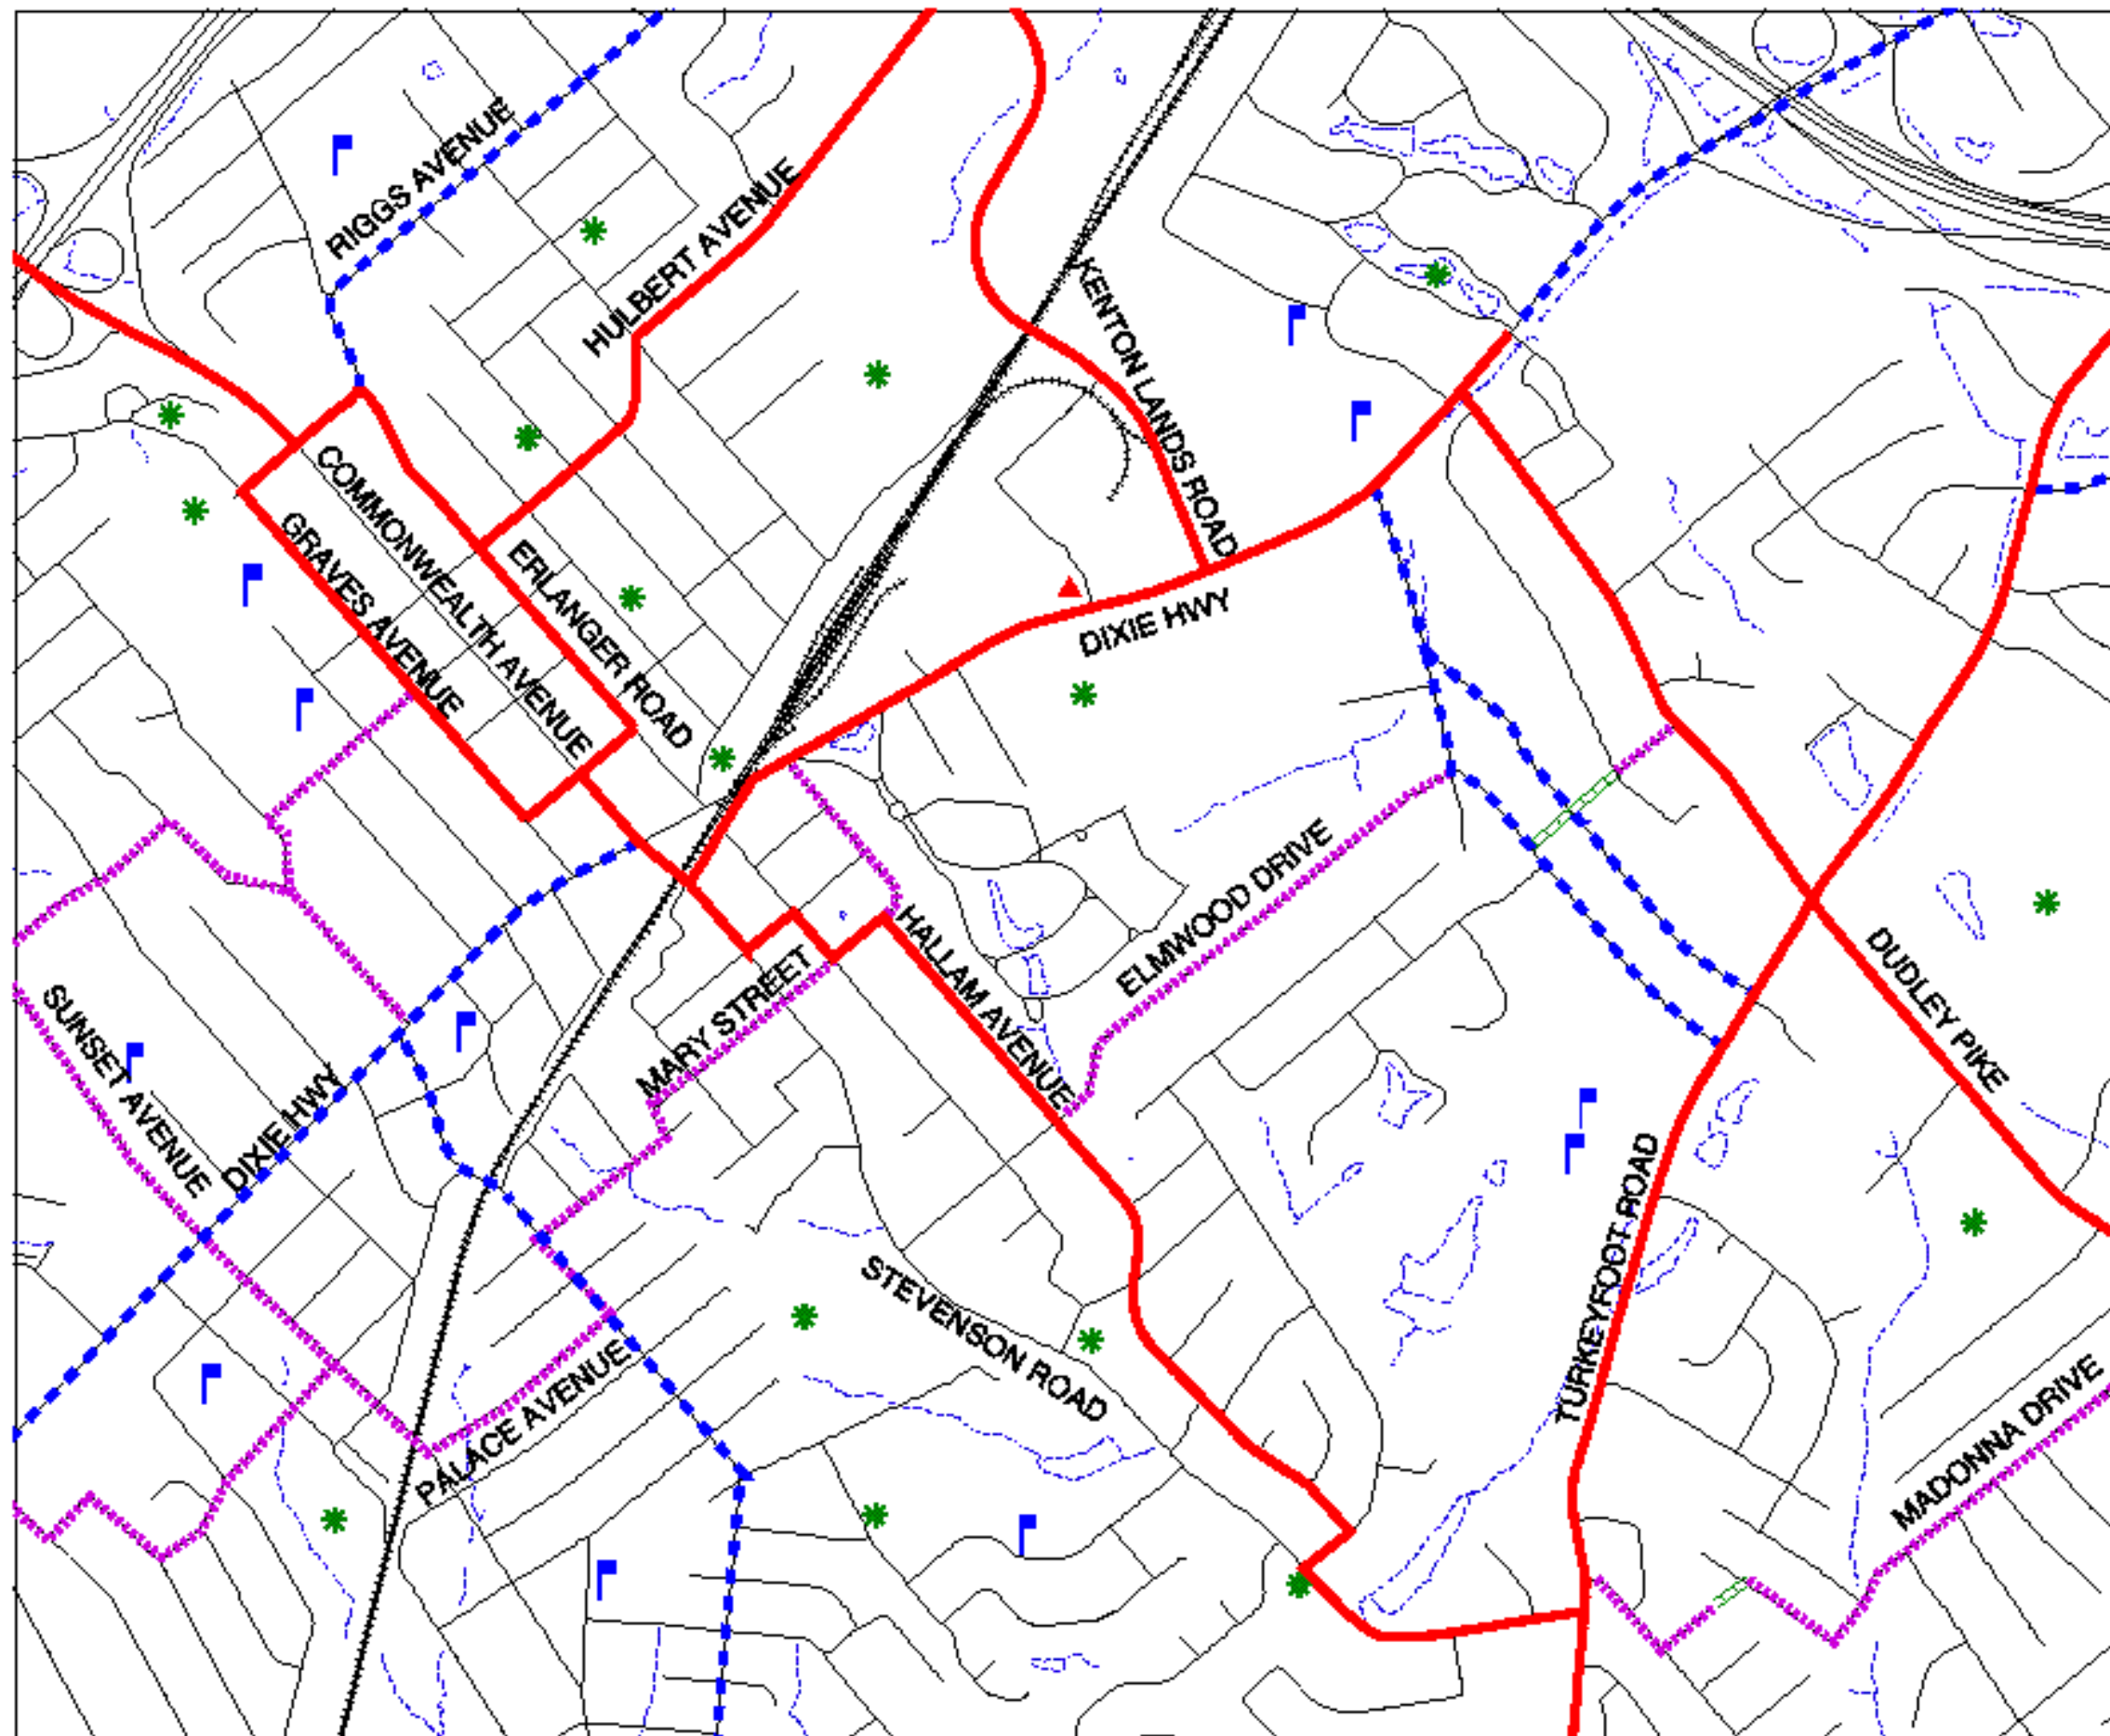 RIGGS AVENUE
HULBERT AVENUE
KENTON LANDS ROAD
COMMONWEALTH AVENUE
GRAVES AVENUE
ERLANGER ROAD
DIXIE HWY
ELMWOOD DRIVE
HALLAM AVENUE
MARY STREET
DUDLEY PIKE
SUNSET AVENUE
DIXIE HWY
TURKEYFOOT ROAD
STEVENSON ROAD
PALACE AVENUE
MADONNA DRIVE